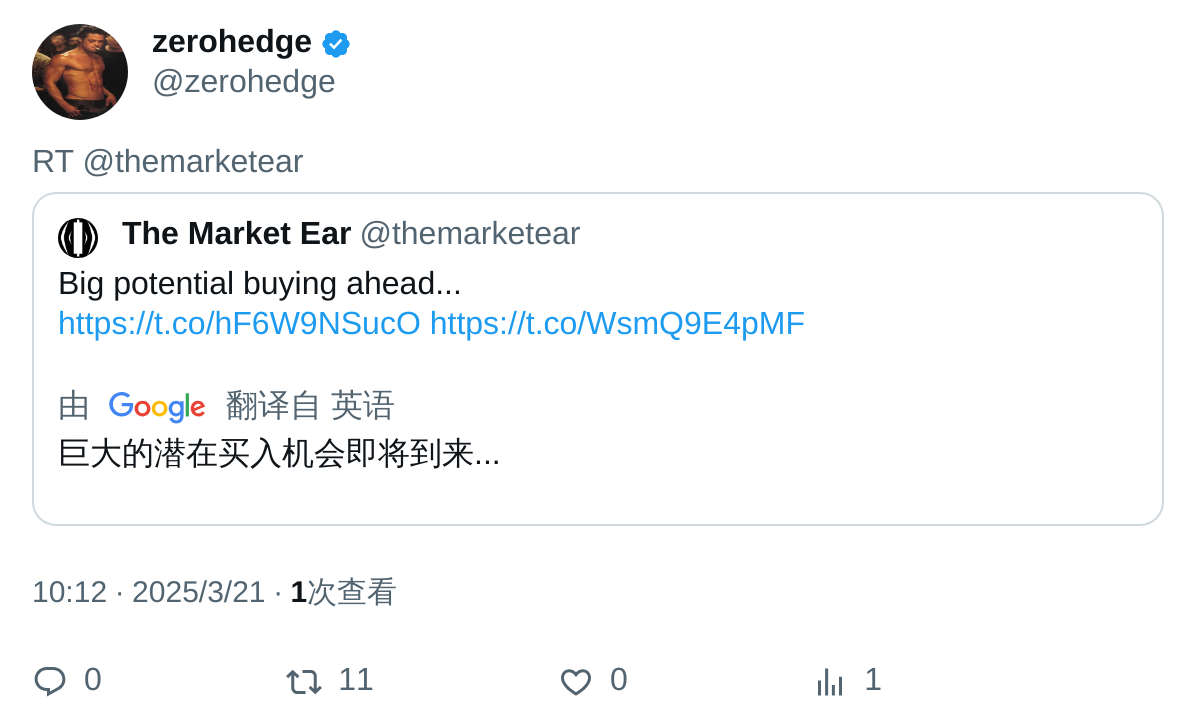 zerohedge
@zerohedge
RT @themarketear
The Market Ear @themarketear
Big potential buying ahead...
https://t.co/hF6W9NSucO https://t.co/WsmQ9E4pMF
由 Google 翻译自 英语
巨大的潜在买入机会即将到来...
10:12 · 2025/3/21 · 1次查看
0 11 0 1